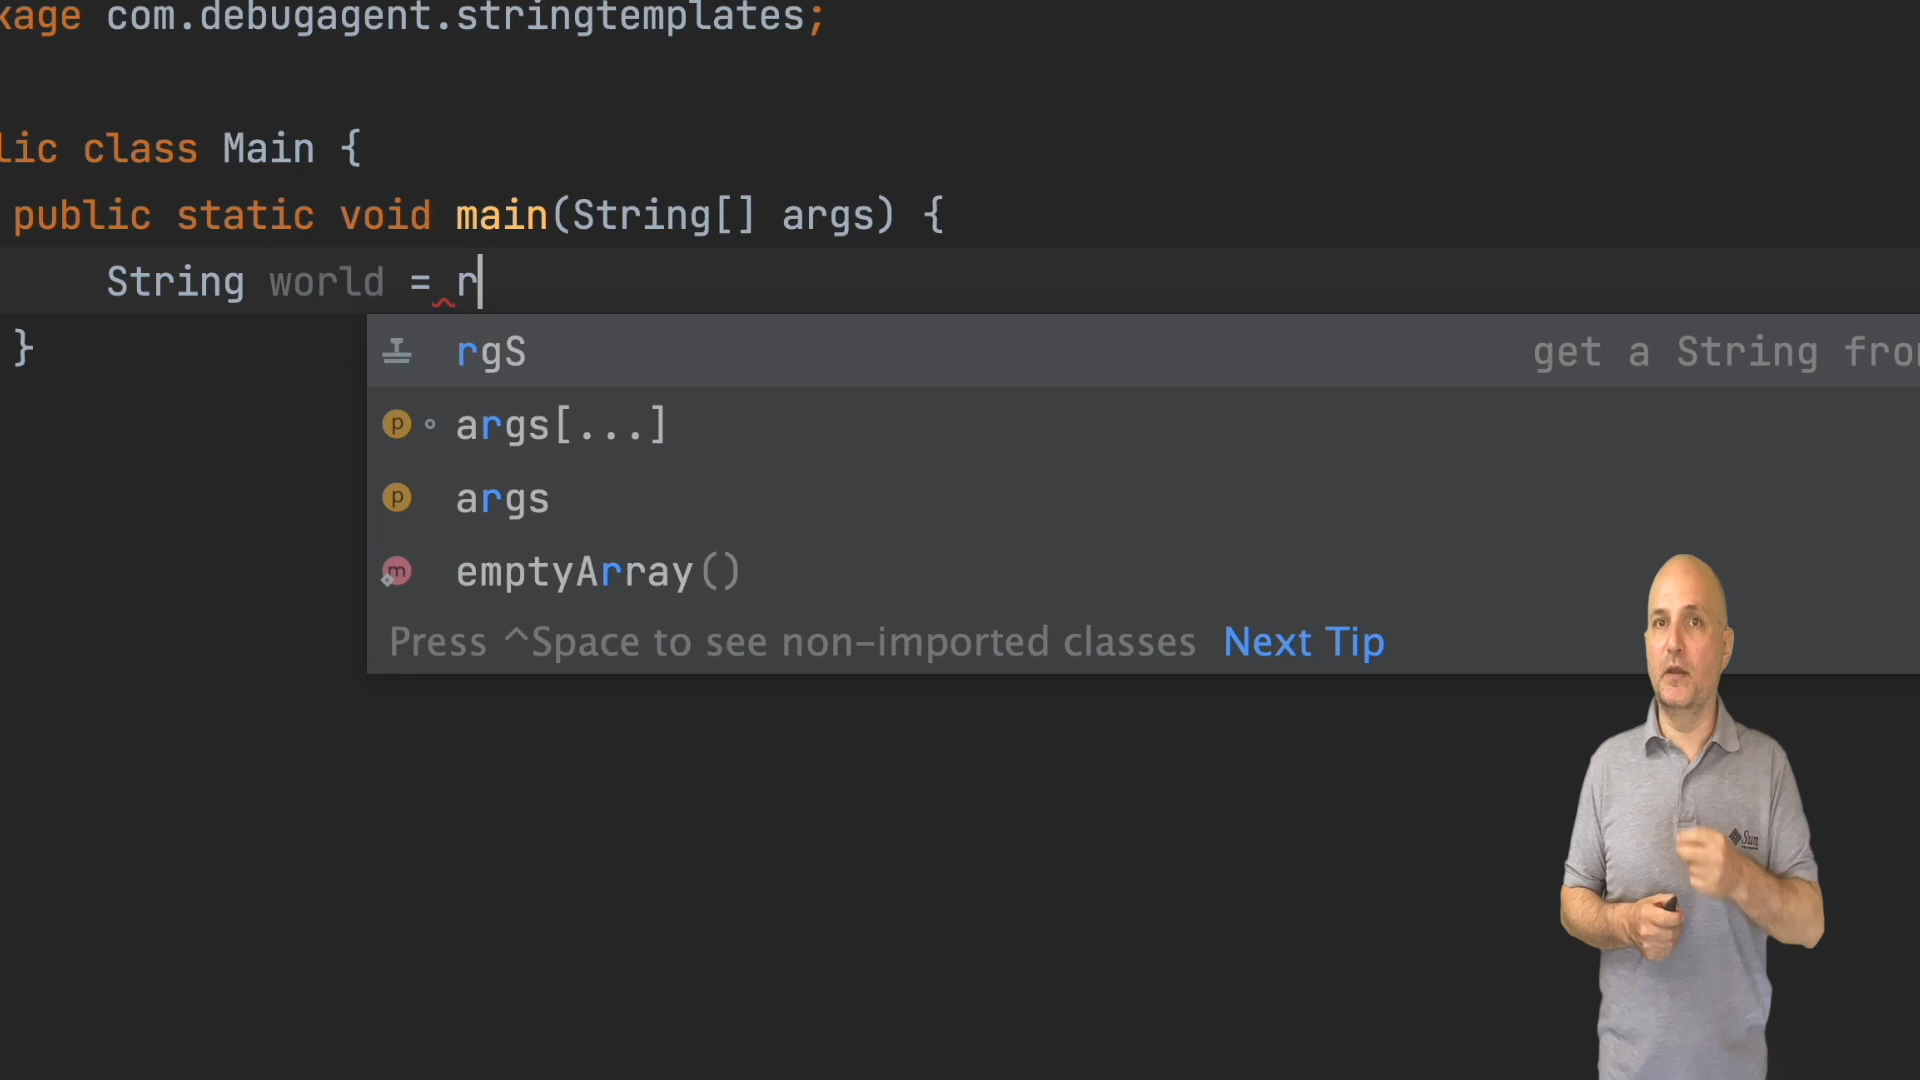 kage com.debugagent.stringtemplates;
lic class Main {
public static void main(String[] args) {
String world = r
}
rgS get a String fro
args[...]
args
emptyArray()
Press ^Space to see non-imported classes Next Tip
Sun